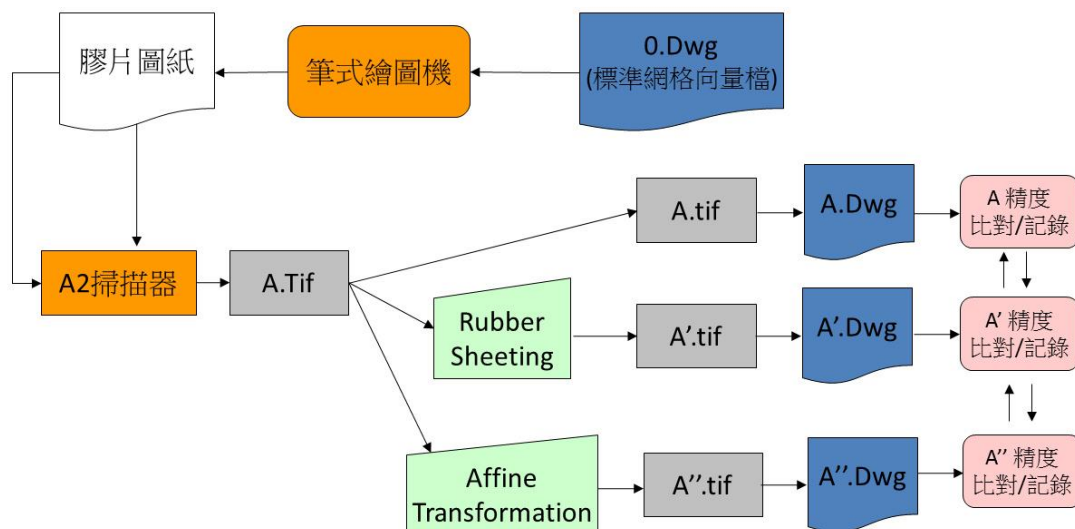 膠片圖紙
筆式繪圖機
0.Dwg
(標準網格向量檔)
A.tif
A.Dwg
A 精度
比對/記錄
A2掃描器
A.Tif
Rubber
Sheeting
A’.tif
A’.Dwg
A’ 精度
比對/記錄
Affine
Transformation
A’’.tif
A’’.Dwg
A’’ 精度
比對/記錄